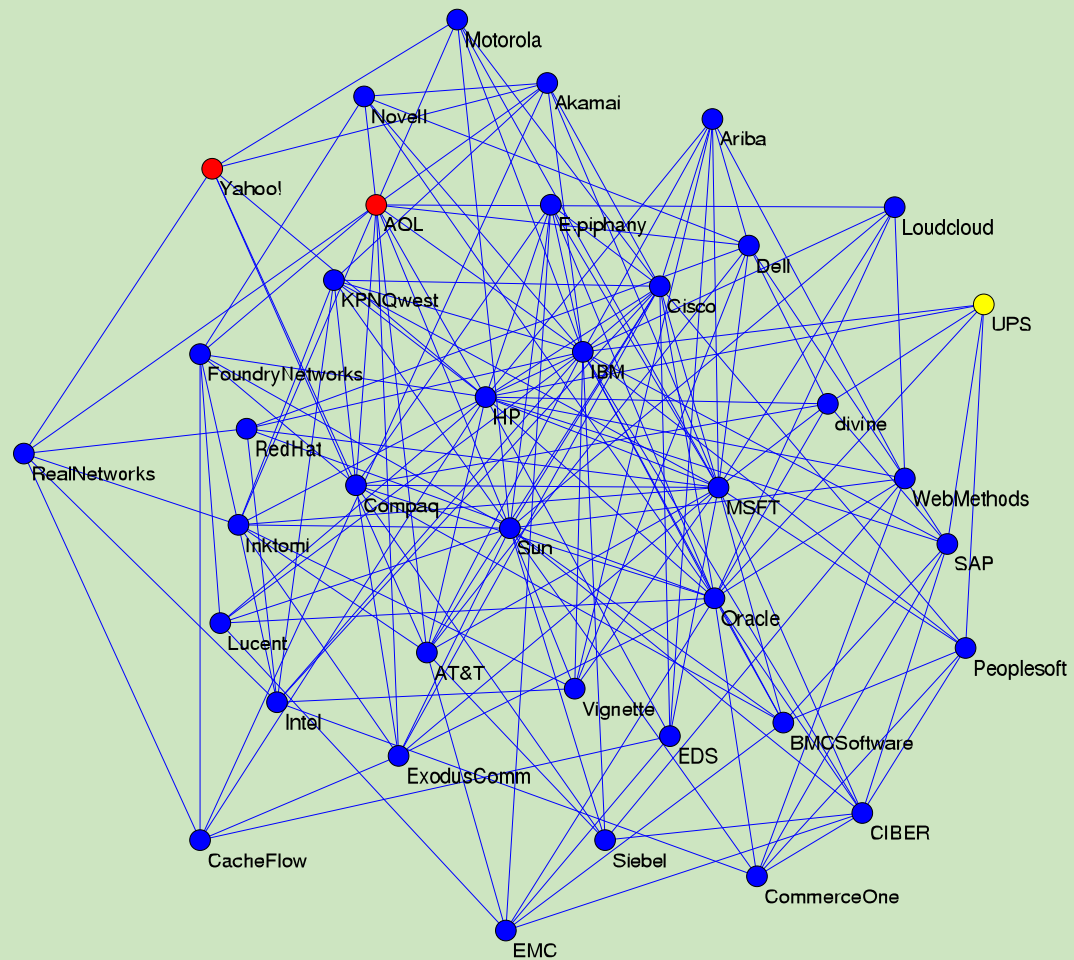 Motorola
Akamai
Novell
Ariba
Yahoo!
AOL
E.piphany
Loudcloud
Dell
KPNQwest
Cisco
UPS
FoundryNetworks
IBM
HP
divine
RedHat
RealNetworks
WebMethods
Compaq
MSFT
Inktomi
Sun
SAP
Oracle
Lucent
Peoplesoft
AT&T
Vignette
Intel
BMCSoftware
EDS
ExodusComm
CIBER
CacheFlow
Siebel
CommerceOne
EMC